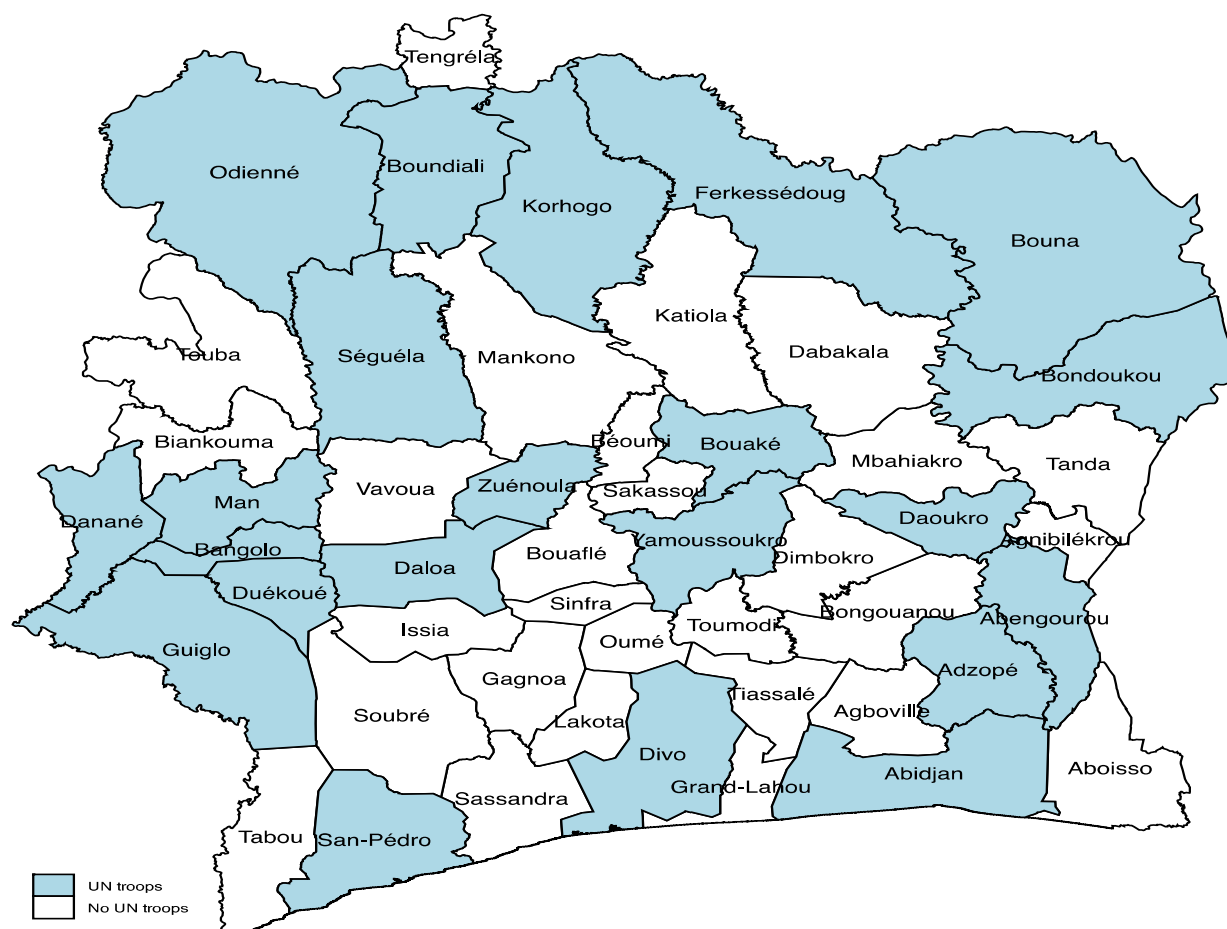 Tengréla
Odienné
Boundiali
Korhogo
Ferkessédoug
Bouna
Touba
Séguéla
Mankono
Katiola
Dabakala
Bondoukou
Biankouma
Béoumi
Bouaké
Mbahiakro
Tanda
Danané
Man
Vavoua
Zuénoula
Sakassou
Daoukro
Agnibilékrou
Bangolo
Daloa
Bouaflé
Yamoussoukro
Dimbokro
Duékoué
Sinfra
Bongouanou
Abengourou
Guiglo
Issia
Oumé
Toumodi
Adzopé
Gagnoa
Tiassalé
Soubré
Lakota
Agboville
Divo
Abidjan
Aboisso
Grand-Lahou
Sassandra
Tabou
San-Pédro
UN troops
No UN troops